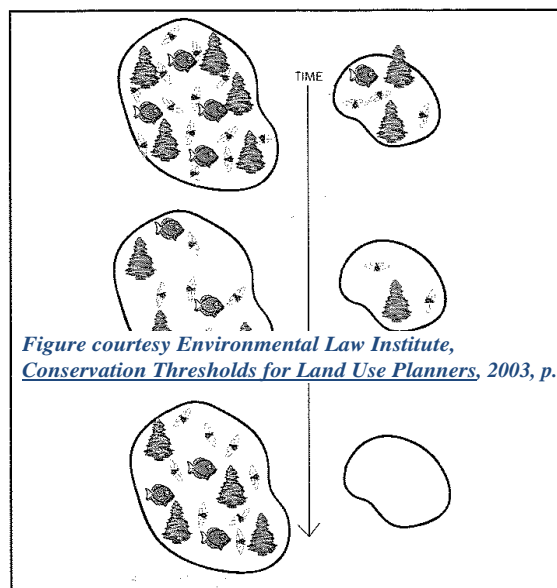 TIME
Figure courtesy Environmental Law Institute,
Conservation Thresholds for Land Use Planners, 2003, p.